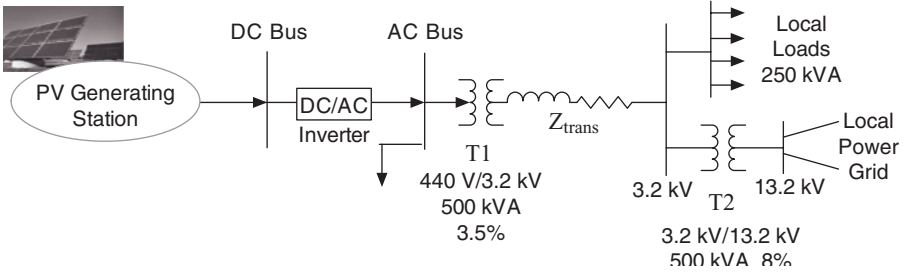 DC Bus
AC Bus
PV Generating
Station
DC/AC
Inverter
T1
440 V/3.2 kV
500 kVA
3.5%
Ztrans
Local
Loads
250 kVA
3.2 kV
T2
13.2 kV
Local
Power
Grid
3.2 kV/13.2 kV
500 kVA 8%